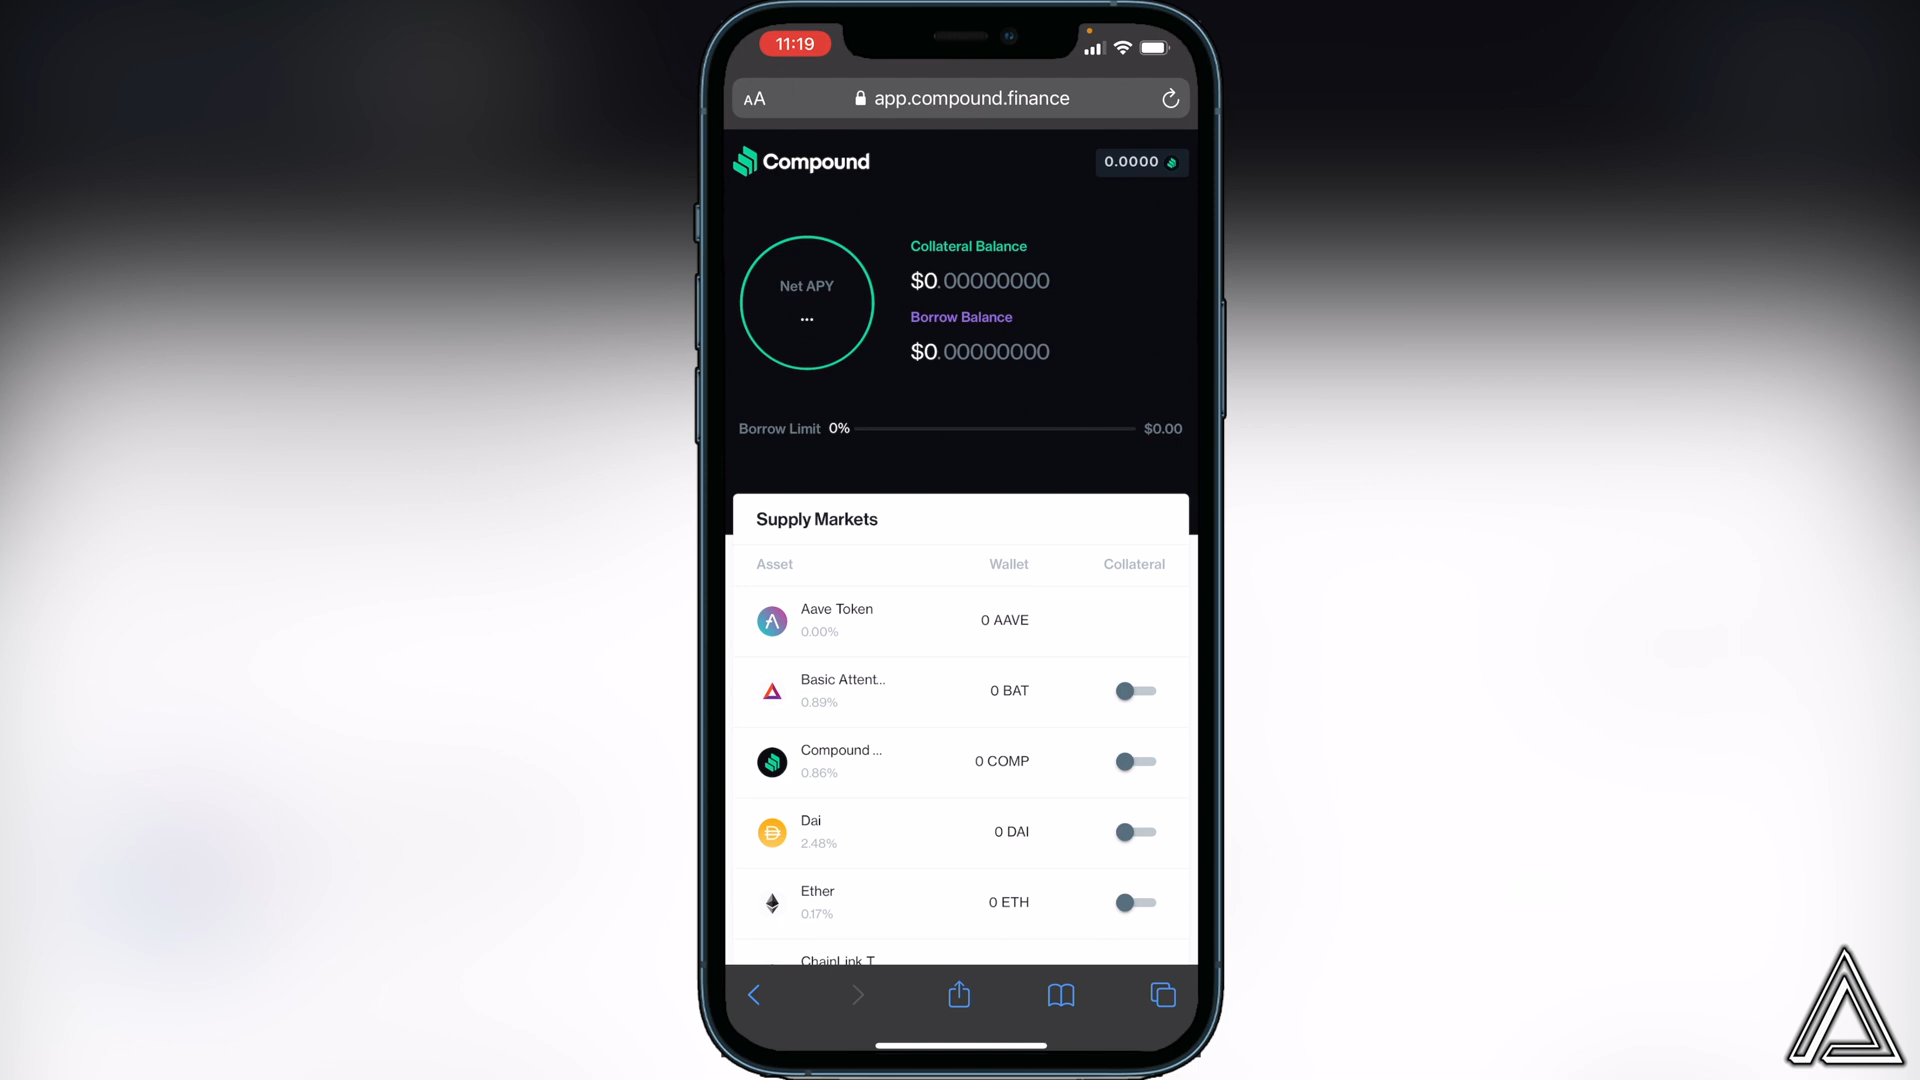 11:19
AA app.compound.finance
Compound 0.0000
Net APY
...
Collateral Balance
$0.00000000
Borrow Balance
$0.00000000
Borrow Limit 0% $0.00
Supply Markets
Asset Wallet Collateral
Aave Token
0.00%
0 AAVE
Basic Attent...
0.89%
0 BAT
Compound ...
0.86%
0 COMP
Dai
2.48%
0 DAI
Ether
0.17%
0 ETH
ChainLink T